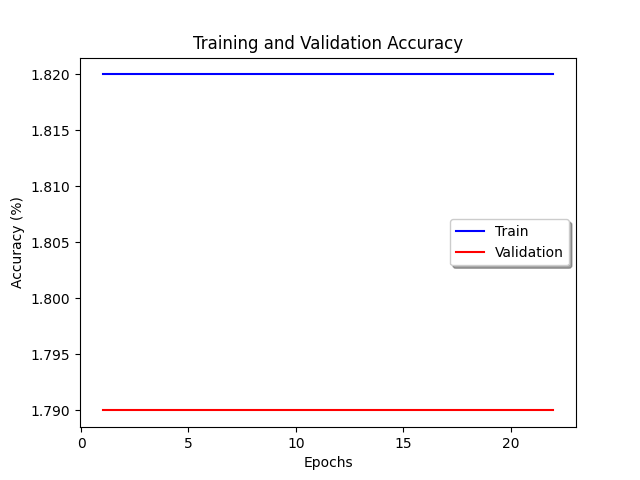 Training and Validation Accuracy
1.820
1.815
1.810
1.805
1.800
1.795
1.790
Accuracy (%)
Train
Validation
0
5
10
15
20
Epochs